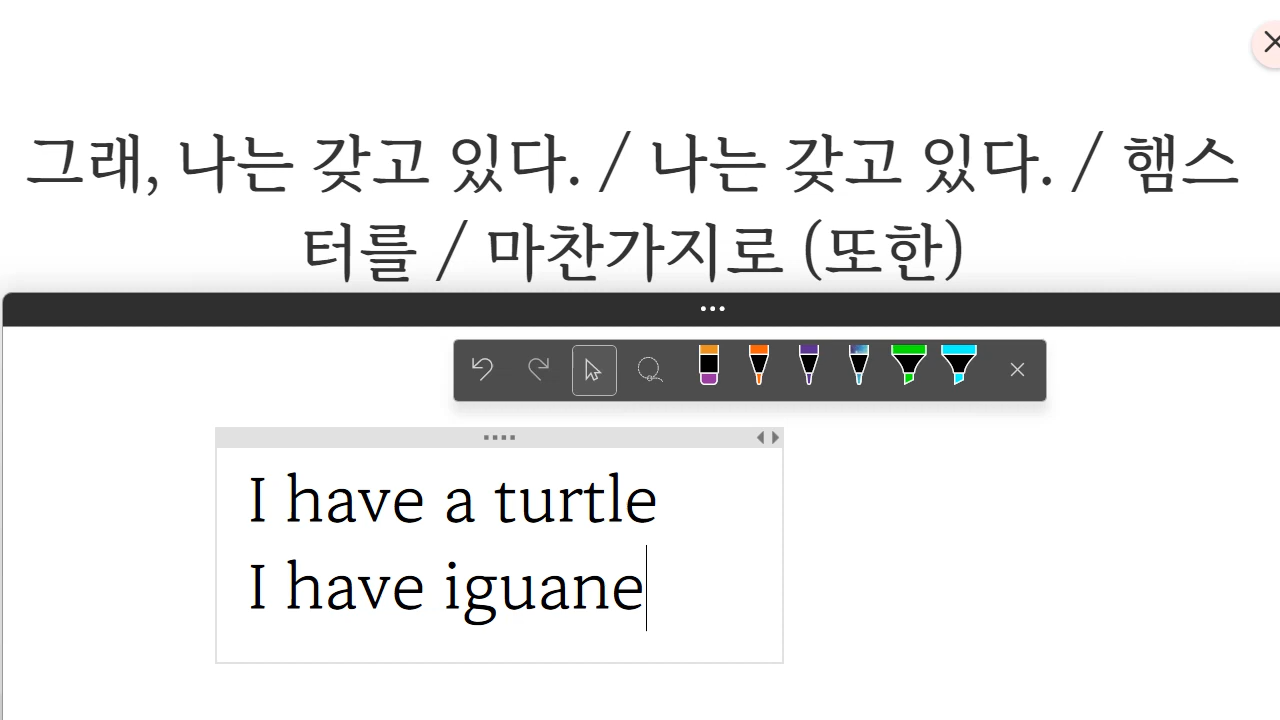 그래, 나는 갖고 있다. / 나는 갖고 있다. / 햄스
터를 / 마찬가지로 (또한)
I have a turtle
I have iguane